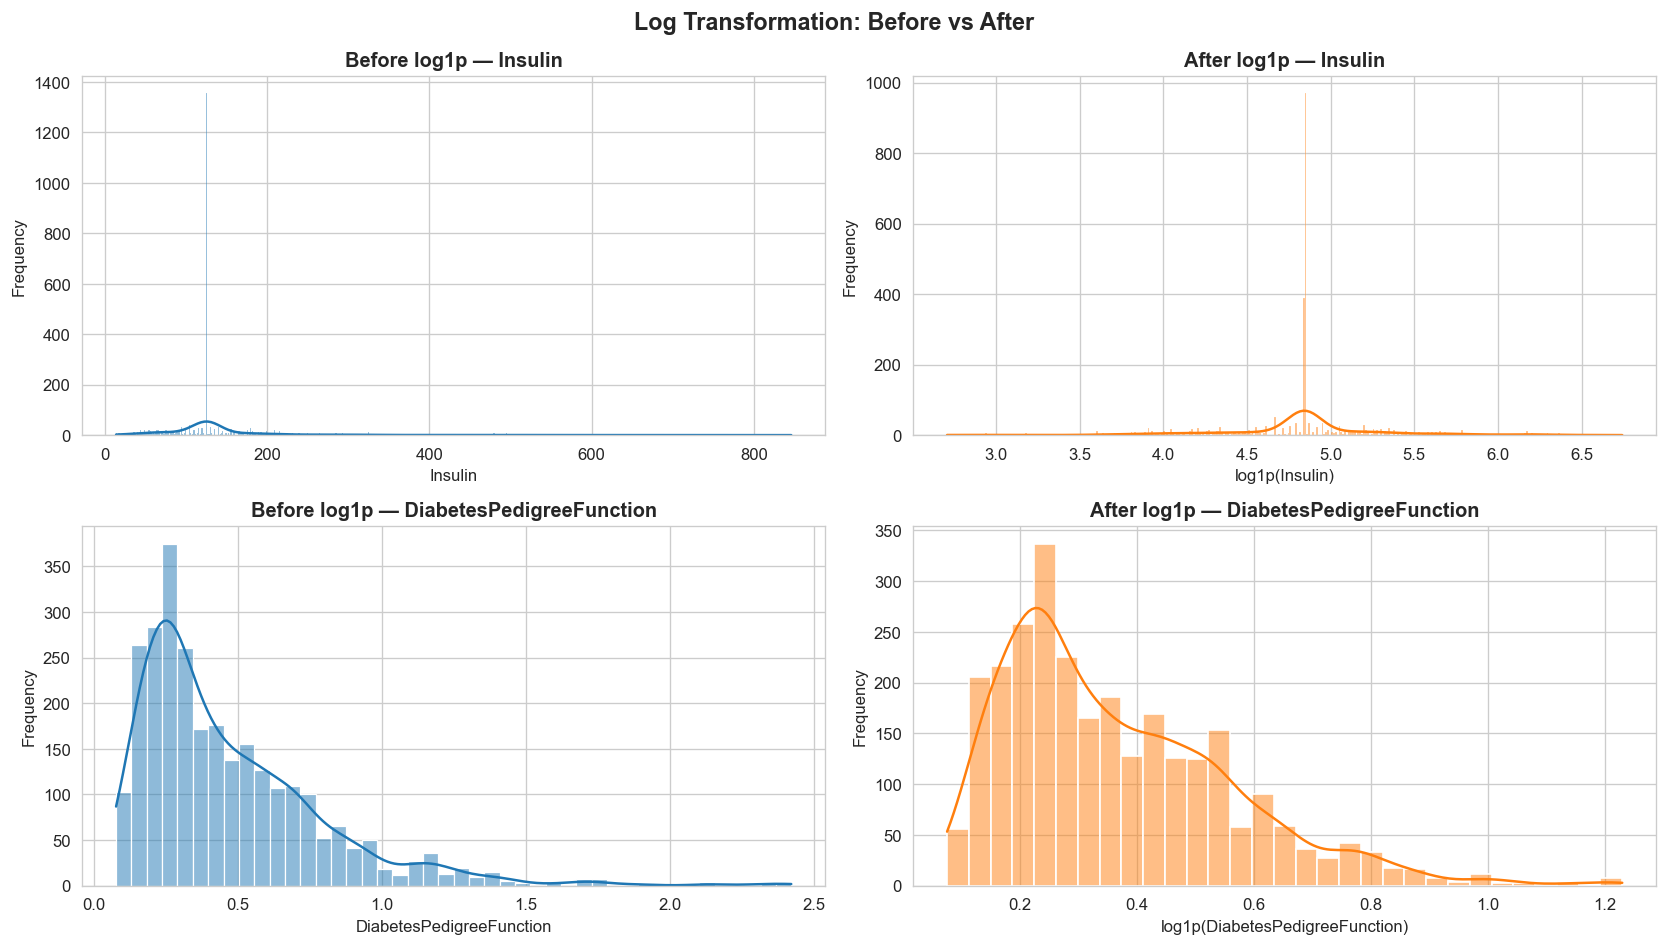 Log Transformation: Before vs After
Before log1p — Insulin
1400
1200
1000
800
600
400
200
0
Frequency
0 200 400 600 800
Insulin
After log1p — Insulin
1000
800
600
400
200
0
Frequency
3.0 3.5 4.0 4.5 5.0 5.5 6.0 6.5
log1p(Insulin)
Before log1p — DiabetesPedigreeFunction
350
300
250
200
150
100
50
0
Frequency
0.0 0.5 1.0 1.5 2.0 2.5
DiabetesPedigreeFunction
After log1p — DiabetesPedigreeFunction
350
300
250
200
150
100
50
0
Frequency
0.2 0.4 0.6 0.8 1.0 1.2
log1p(DiabetesPedigreeFunction)